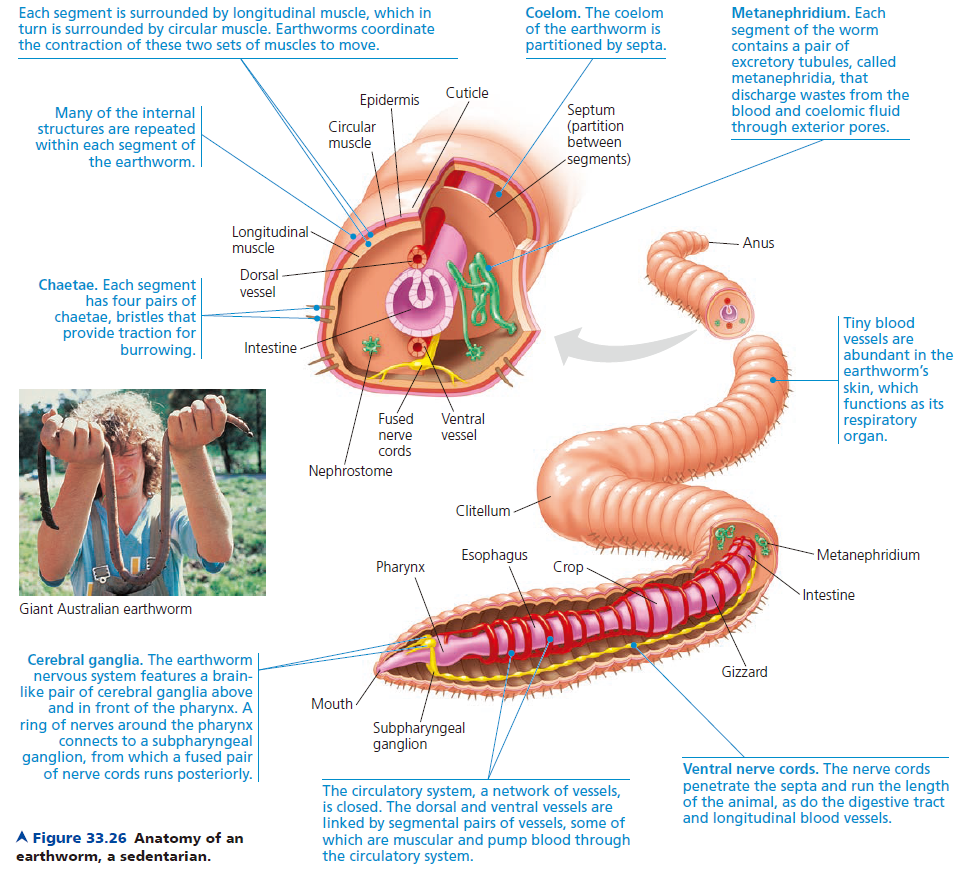 Each segment is surrounded by longitudinal muscle, which in
turn is surrounded by circular muscle. Earthworms coordinate
the contraction of these two sets of muscles to move.
Coelom. The coelom
of the earthworm is
partitioned by septa.
Metanephridium. Each
segment of the worm
contains a pair of
excretory tubules, called
metanephridia, that
discharge wastes from the
blood and coelomic fluid
through exterior pores.
Many of the internal
structures are repeated
within each segment of
the earthworm.
Epidermis
Cuticle
Circular
muscle
Septum
(partition
between
segments)
Longitudinal
muscle
Dorsal
vessel
Anus
Chaetae. Each segment
has four pairs of
chaetae, bristles that
provide traction for
burrowing.
Intestine
Tiny blood
vessels are
abundant in the
earthworm's
skin, which
functions as its
respiratory
organ.
Fused
nerve
cords
Ventral
vessel
Nephrostome
Giant Australian earthworm
Clitellum
Pharynx
Esophagus
Crop
Metanephridium
Intestine
Gizzard
Mouth
Subpharyngeal
ganglion
Cerebral ganglia. The earthworm
nervous system features a brain-
like pair of cerebral ganglia above
and in front of the pharynx. A
ring of nerves around the pharynx
connects to a subpharyngeal
ganglion, from which a fused pair
of nerve cords runs posteriorly.
The circulatory system, a network of vessels,
is closed. The dorsal and ventral vessels are
linked by segmental pairs of vessels, some of
which are muscular and pump blood through
the circulatory system.
Ventral nerve cords. The nerve cords
penetrate the septa and run the length
of the animal, as do the digestive tract
and longitudinal blood vessels.
Figure 33.26 Anatomy of an
earthworm, a sedentarian.